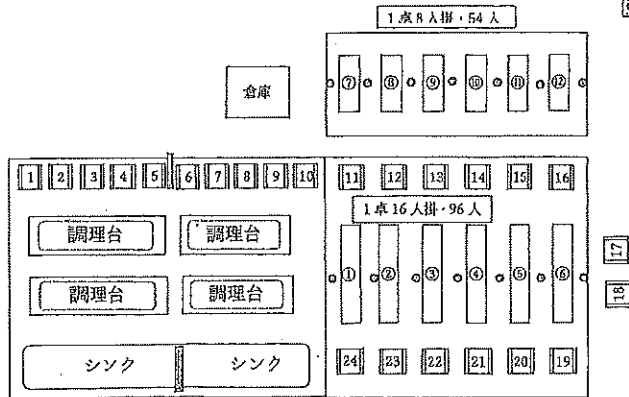 1卓8人掛・54人
倉庫
⑦ ⑧ ⑨ ⑩ ⑪ ⑫
1 2 3 4 5 6 7 8 9 10 11 12 13 14 15 16
1卓16人掛・96人
調理台 調理台
17
① ② ③ ④ ⑤ ⑥
調理台 調理台
18
シンク シンク
24 23 22 21 20 19